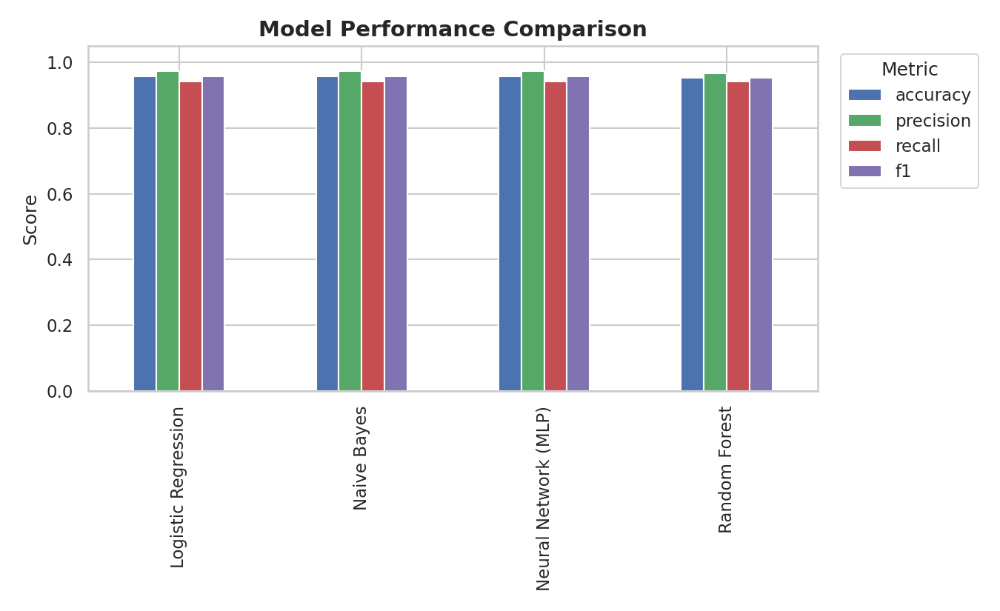 Model Performance Comparison
Score
1.0
0.8
0.6
0.4
0.2
0.0
Logistic Regression
Naive Bayes
Neural Network (MLP)
Random Forest
Metric
accuracy
precision
recall
f1